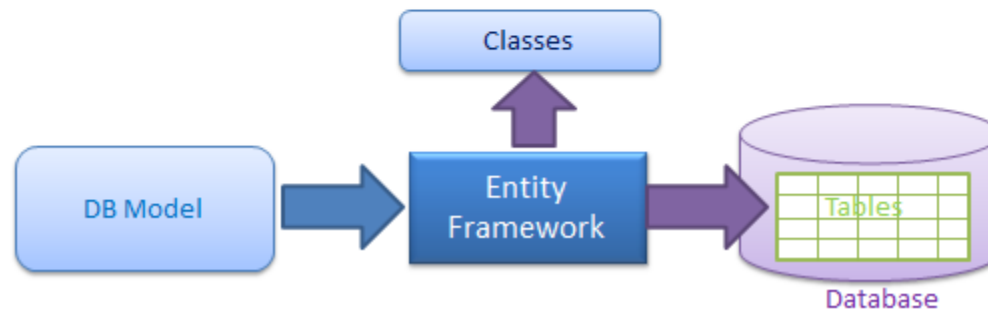 Classes
DB Model
Entity
Framework
Tables
Database